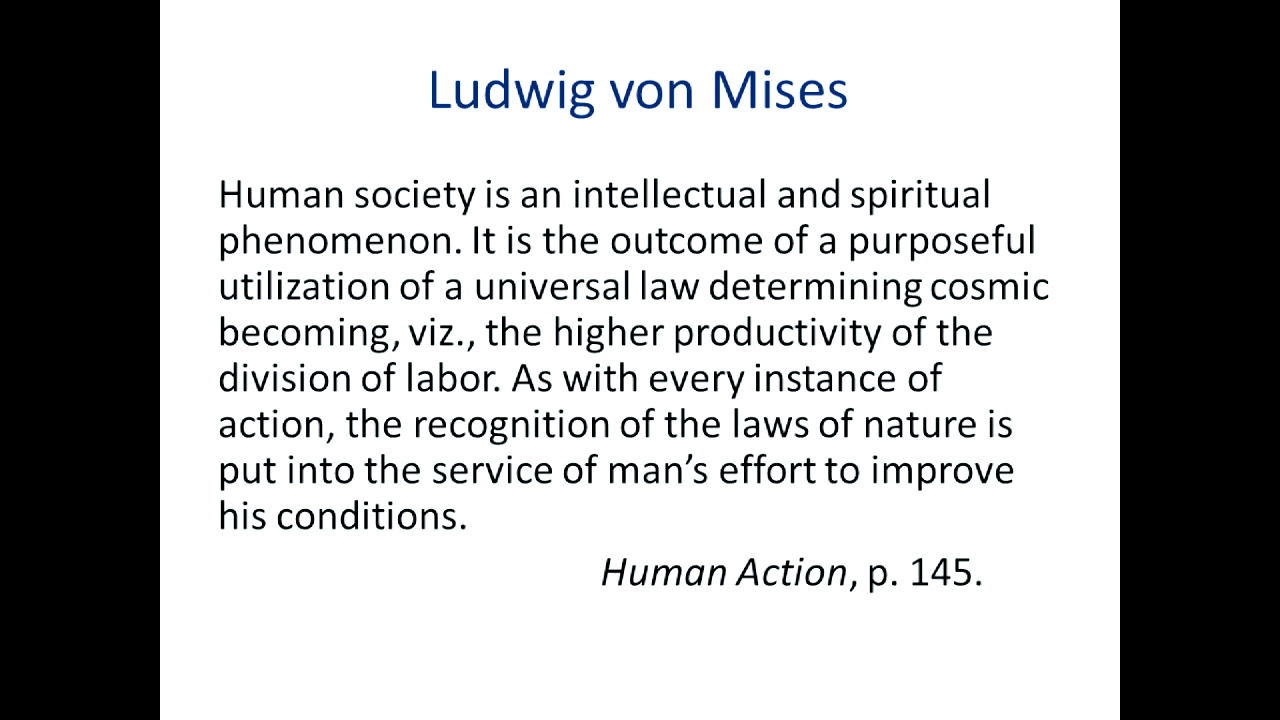 Ludwig von Mises
Human society is an intellectual and spiritual
phenomenon. It is the outcome of a purposeful
utilization of a universal law determining cosmic
becoming, viz., the higher productivity of the
division of labor. As with every instance of
action, the recognition of the laws of nature is
put into the service of man’s effort to improve
his conditions.
Human Action, p. 145.